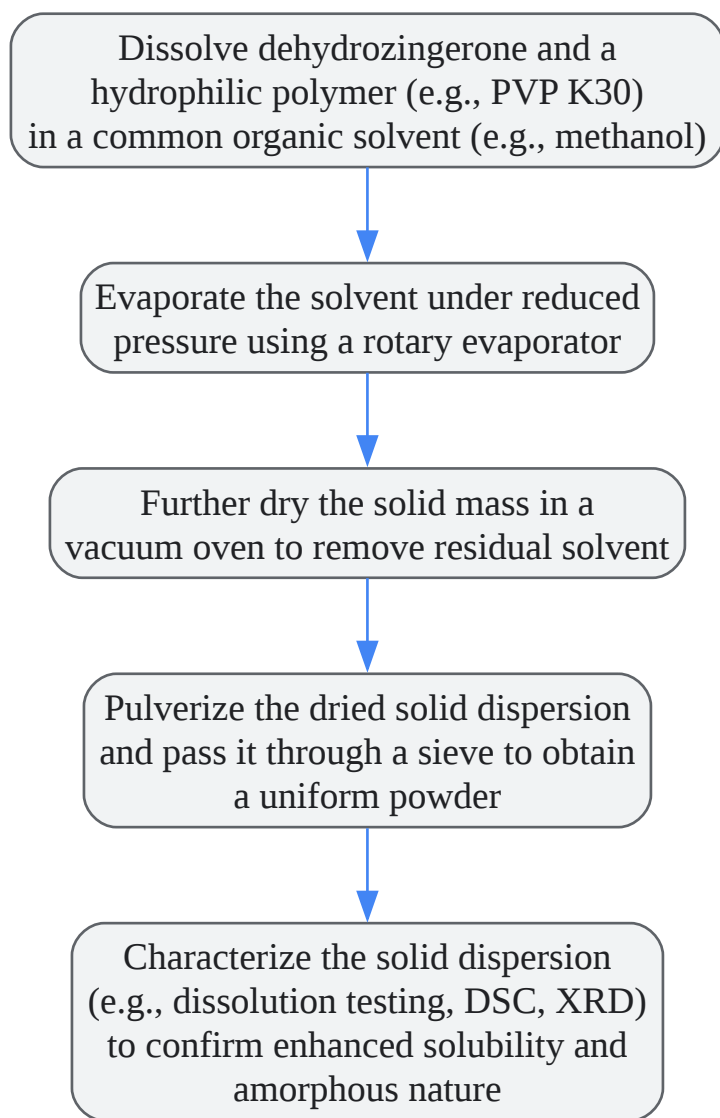 Dissolve dehydrozingerone and a
hydrophilic polymer (e.g., PVP K30)
in a common organic solvent (e.g., methanol)
Evaporate the solvent under reduced
pressure using a rotary evaporator
Further dry the solid mass in a
vacuum oven to remove residual solvent
Pulverize the dried solid dispersion
and pass it through a sieve to obtain
a uniform powder
Characterize the solid dispersion
(e.g., dissolution testing, DSC, XRD)
to confirm enhanced solubility and
amorphous nature